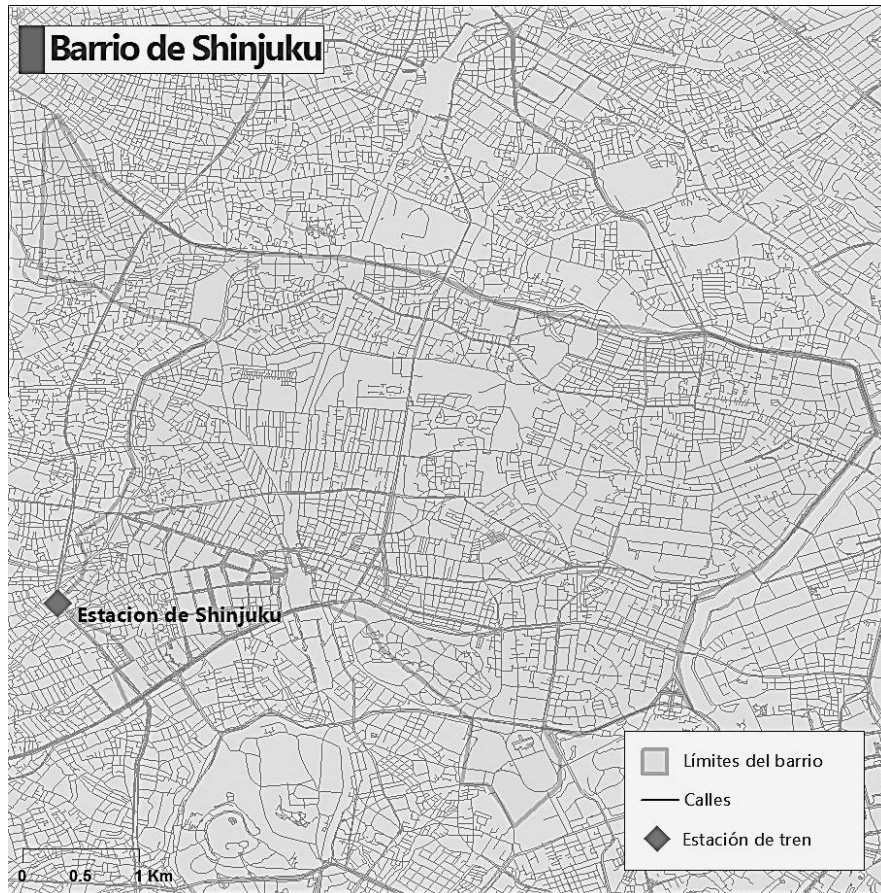 Barrio de Shinjuku
Estacion de Shinjuku
Límites del barrio
Calles
Estación de tren
0 0.5 1 Km